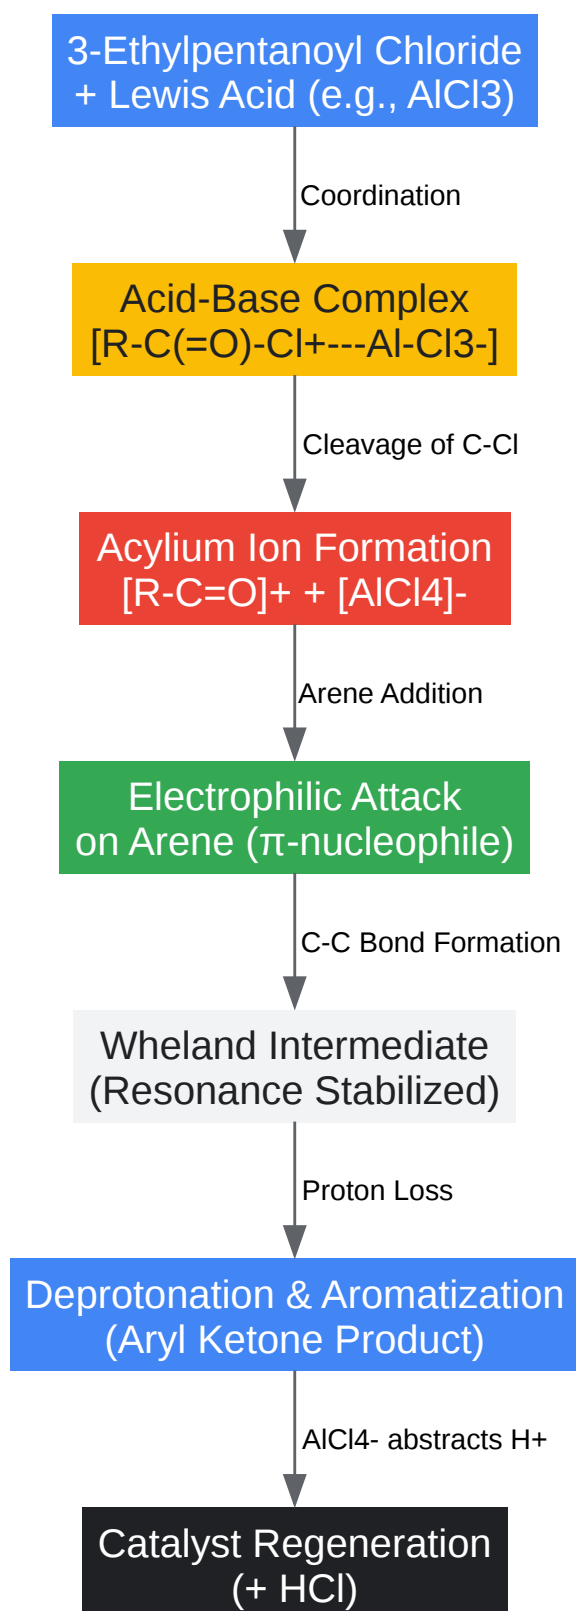 3-Ethylpentanoyl Chloride
+ Lewis Acid (e.g., AlCl3)
Coordination
Acid-Base Complex
[R-C(=O)-Cl+---Al-Cl3-]
Cleavage of C-Cl
Acylium Ion Formation
[R-C=O]+ + [AlCl4]-
Arene Addition
Electrophilic Attack
on Arene (π-nucleophile)
C-C Bond Formation
Wheland Intermediate
(Resonance Stabilized)
Proton Loss
Deprotonation & Aromatization
(Aryl Ketone Product)
AlCl4- abstracts H+
Catalyst Regeneration
(+ HCl)